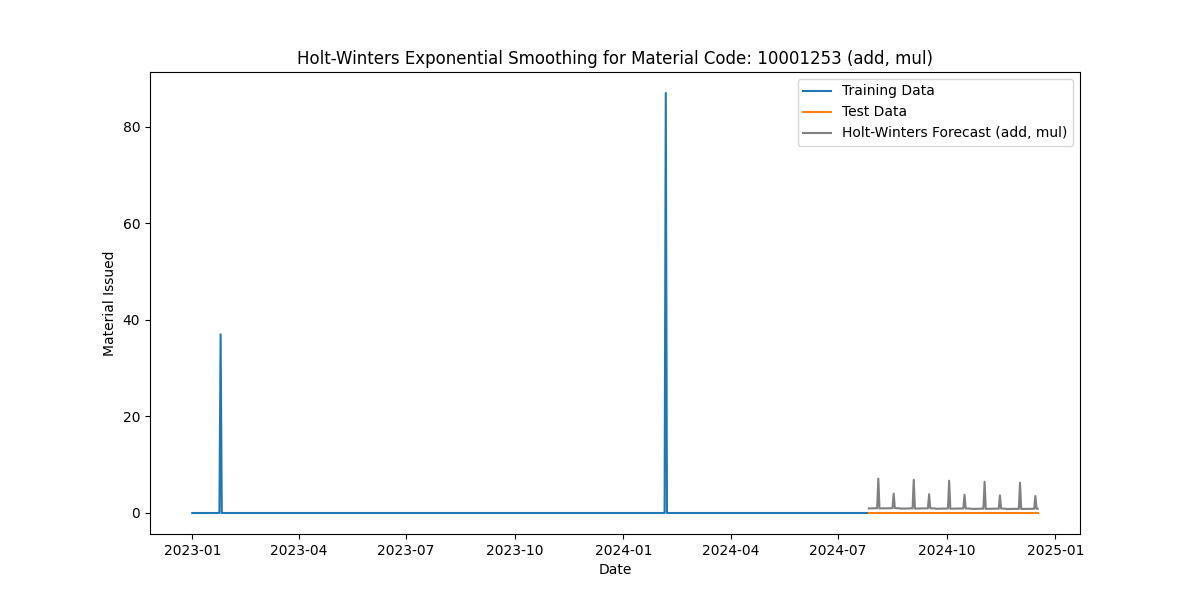 Holt-Winters Exponential Smoothing for Material Code: 10001253 (add, mul)
Training Data
Test Data
Holt-Winters Forecast (add, mul)
Material Issued
80
60
40
20
0
2023-01 2023-04 2023-07 2023-10 2024-01 2024-04 2024-07 2024-10 2025-01
Date